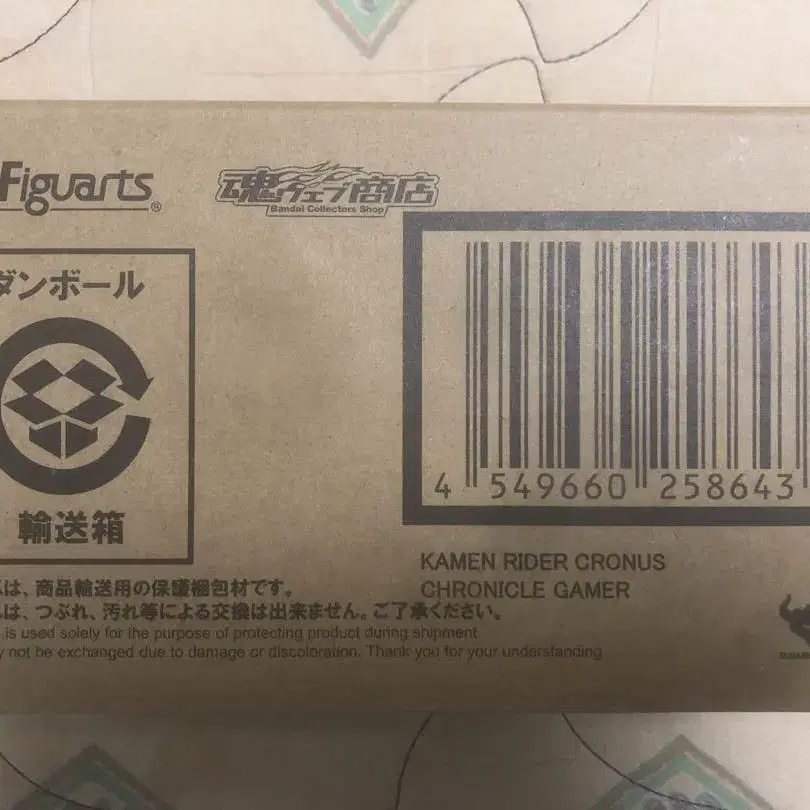 Figuarts®
魂ウェブ商店
Bandai Collectors Shop
ダンボール
輸送箱
4 549660 258643
KAMEN RIDER CRONUS
CHRONICLE GAMER
は、商品輸送用の保護梱包材です。
は、つぶれ、汚れ等による交換は出来ません。ご了承ください。
is used solely for the purpose of protecting product during shipment
not be exchanged due to damage or discoloration. Thank you for your understanding